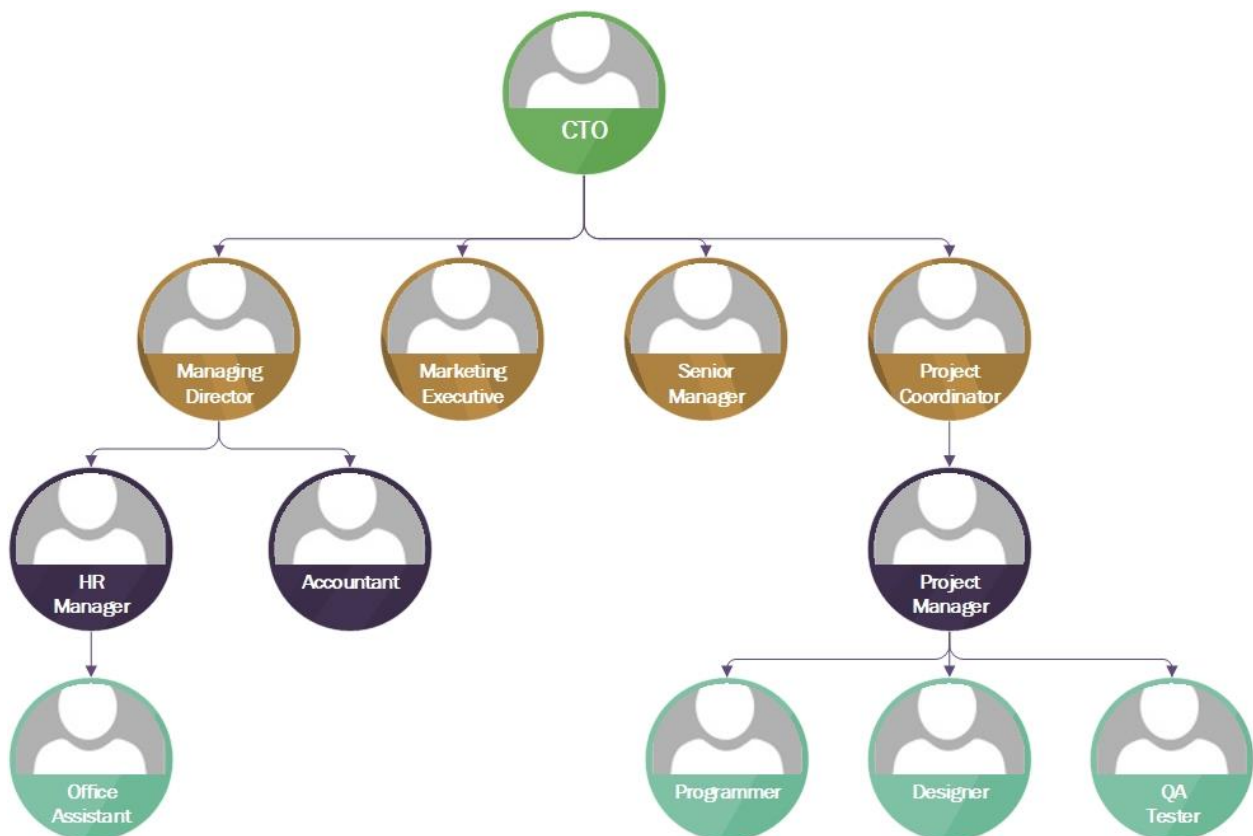 CTO
Managing
Director
Marketing
Executive
Senior
Manager
Project
Coordinator
HR
Manager
Accountant
Project
Manager
Office
Assistant
Programmer
Designer
QA
Tester